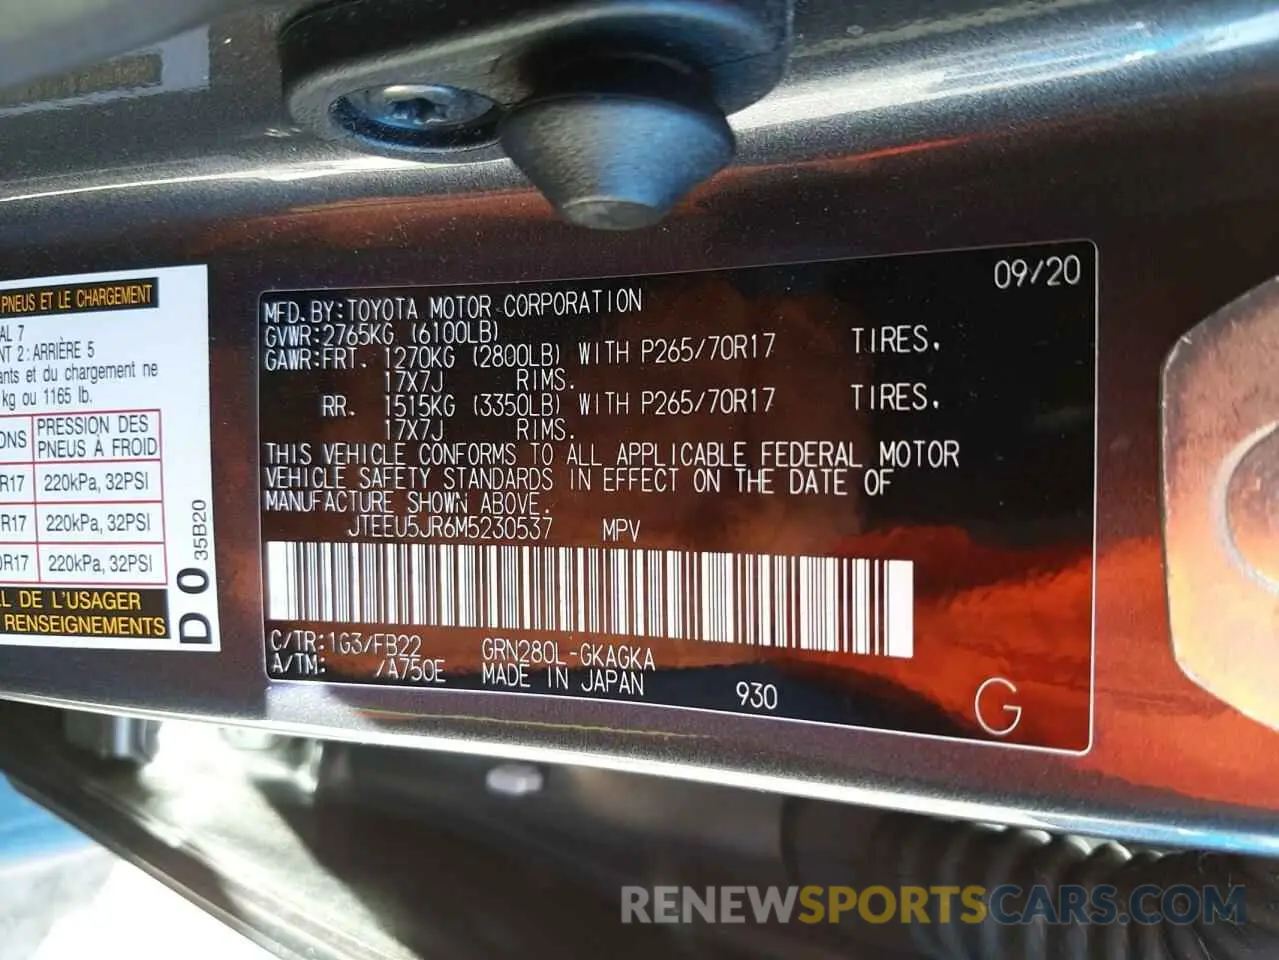 PNEUS ET LE CHARGEMENT
AL 7
NT 2 : ARRIÈRE 5
ants et du chargement ne
kg ou 1165 lb.
ONS PRESSION DES
PNEUS À FROID
R17 220kPa, 32PSI
R17 220kPa, 32PSI
0R17 220kPa, 32PSI
L DE L'USAGER
RENSEIGNEMENTS
D 0 35B20
09/20
MFD. BY: TOYOTA MOTOR CORPORATION
GVWR: 2765KG (6100LB)
GAWR: FRT. 1270KG (2800LB) WITH P265/70R17 TIRES.
17X7J RIMS.
RR. 1515KG (3350LB) WITH P265/70R17 TIRES.
17X7J RIMS.
THIS VEHICLE CONFORMS TO ALL APPLICABLE FEDERAL MOTOR
VEHICLE SAFETY STANDARDS IN EFFECT ON THE DATE OF
MANUFACTURE SHOWN ABOVE.
JTEEU5JR6M5230537 MPV
C/TR: 1G3/FB22 GRN280L-GKAGKA
A/TM: /A750E MADE IN JAPAN 930
G
RENEWSPORTSCARS.COM